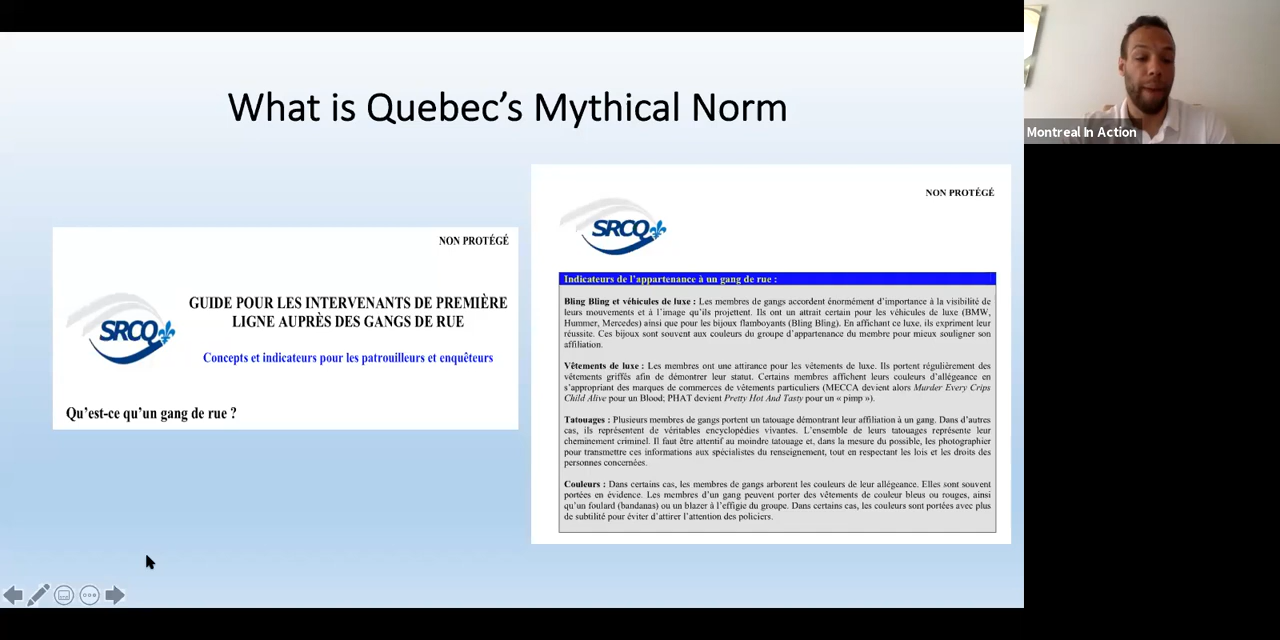 What is Quebec's Mythical Norm
Montreal In Action
NON PROTÉGÉ
SRCQ
GUIDE POUR LES INTERVENANTS DE PREMIÈRE
LIGNE AUPRÈS DES GANGS DE RUE
Concepts et indicateurs pour les patrouilleurs et enquêteurs
Qu'est-ce qu'un gang de rue ?
NON PROTÉGÉ
SRCQ
Indicateurs de l'appartenance à un gang de rue :
Bling Bling et véhicules de luxe : Les membres de gangs accordent énormément d'importance à la visibilité de
leurs mouvements et à l'image qu'ils projettent. Ils ont un attrait certain pour les véhicules de luxe (BMW,
Hummer, Mercedes) ainsi que pour les bijoux flamboyants (Bling Bling). En affichant ce luxe, ils expriment leur
réussite. Ces bijoux sont souvent aux couleurs du groupe d'appartenance du membre pour mieux souligner son
affiliation.
Vêtements de luxe : Les membres ont une attirance pour les vêtements de luxe. Ils portent régulièrement des
vêtements griffés afin de démontrer leur statut. Certains membres affichent leurs couleurs d'allégeance en
s'appropriant des marques de commerces de vêtements particuliers (MECCA devient alors Murder Every Crips
Child Alive pour un Blood; PHAT devient Pretty Hot And Tasty pour un « pimp »).
Tatouages : Plusieurs membres de gangs portent un tatouage démontrant leur affiliation à un gang. Dans d'autres
cas, ils représentent de véritables encyclopédies vivantes. L'ensemble de leurs tatouages représente leur
cheminement criminel. Il faut être attentif au moindre tatouage et, dans la mesure du possible, les photographier
pour transmettre ces informations aux spécialistes du renseignement, tout en respectant les lois et les droits des
personnes concernées.
Couleurs : Dans certains cas, les membres de gangs arborent les couleurs de leur allégeance. Elles sont souvent
portées en évidence. Les membres d'un gang peuvent porter des vêtements de couleur bleus ou rouges, ainsi
qu'un foulard (bandanas) ou un blazer à l'effigie du groupe. Dans certains cas, les couleurs sont portées avec plus
de subtilité pour éviter d'attirer l'attention des policiers.